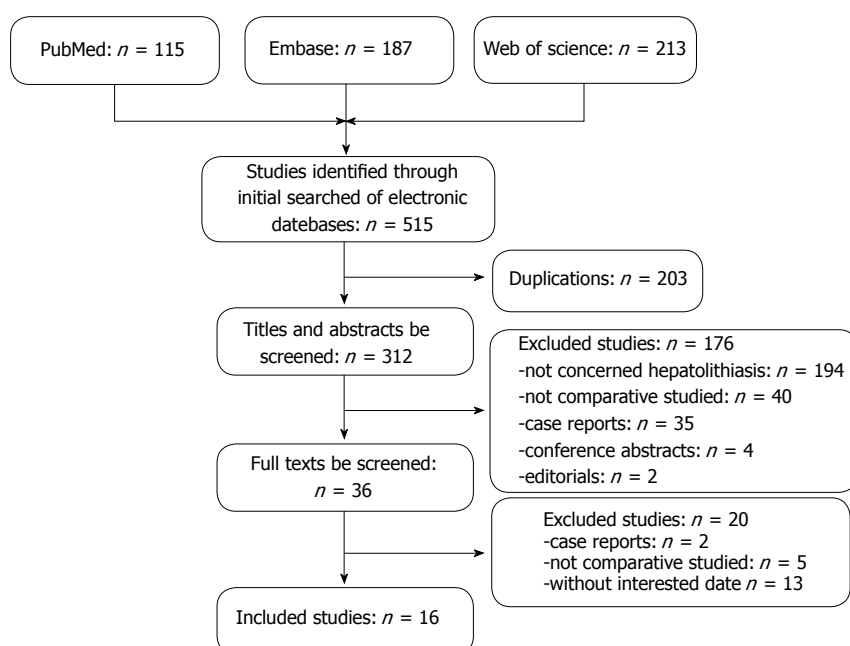 PubMed: n = 115
Embase: n = 187
Web of science: n = 213
Studies identified through
initial searched of electronic
datebases: n = 515
Duplications: n = 203
Titles and abstracts be
screened: n = 312
Excluded studies: n = 176
-not concerned hepatolithiasis: n = 194
-not comparative studied: n = 40
-case reports: n = 35
-conference abstracts: n = 4
-editorials: n = 2
Full texts be screened:
n = 36
Excluded studies: n = 20
-case reports: n = 2
-not comparative studied: n = 5
-without interested date n = 13
Included studies: n = 16